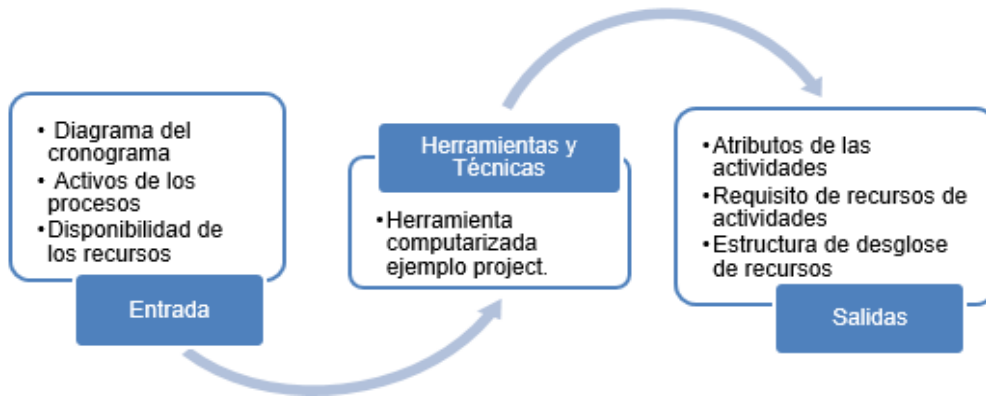 • Diagrama del
cronograma
• Activos de los
procesos
•Disponibilidad de
los recursos
Entrada
Herramientas y
Técnicas
•Herramienta
computarizada
ejemplo project.
•Atributos de las
actividades
•Requisito de recursos de
actividades
•Estructura de desglose
de recursos
Salidas